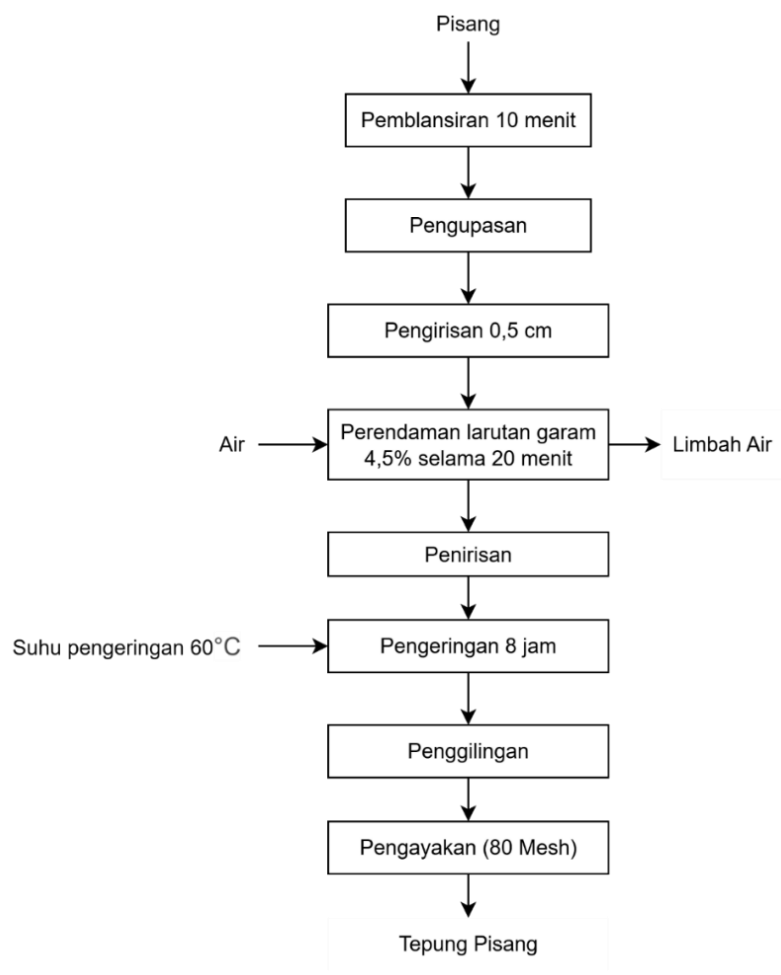 Pisang
Pemblansiran 10 menit
Pengupasan
Pengirisan 0,5 cm
Air
Perendaman larutan garam
4,5% selama 20 menit
Limbah Air
Penirisan
Suhu pengeringan 60°C
Pengeringan 8 jam
Penggilingan
Pengayakan (80 Mesh)
Tepung Pisang